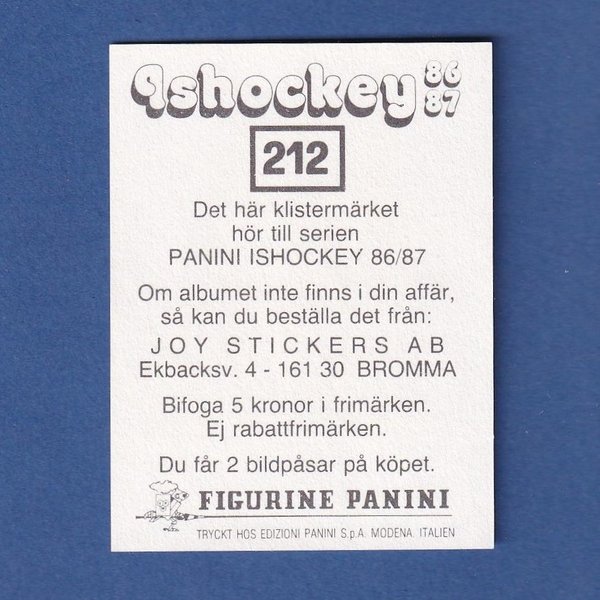 Ishockey 86
87
212
Det här klistermärket
hör till serien
PANINI ISHOCKEY 86/87
Om albumet inte finns i din affär,
så kan du beställa det från:
JOY STICKERS AB
Ekbacksv. 4 - 161 30 BROMMA
Bifoga 5 kronor i frimärken.
Ej rabattfrimärken.
Du får 2 bildpåsar på köpet.
FIGURINE PANINI
TRYCKT HOS EDIZIONI PANINI S.p.A. MODENA. ITALIEN